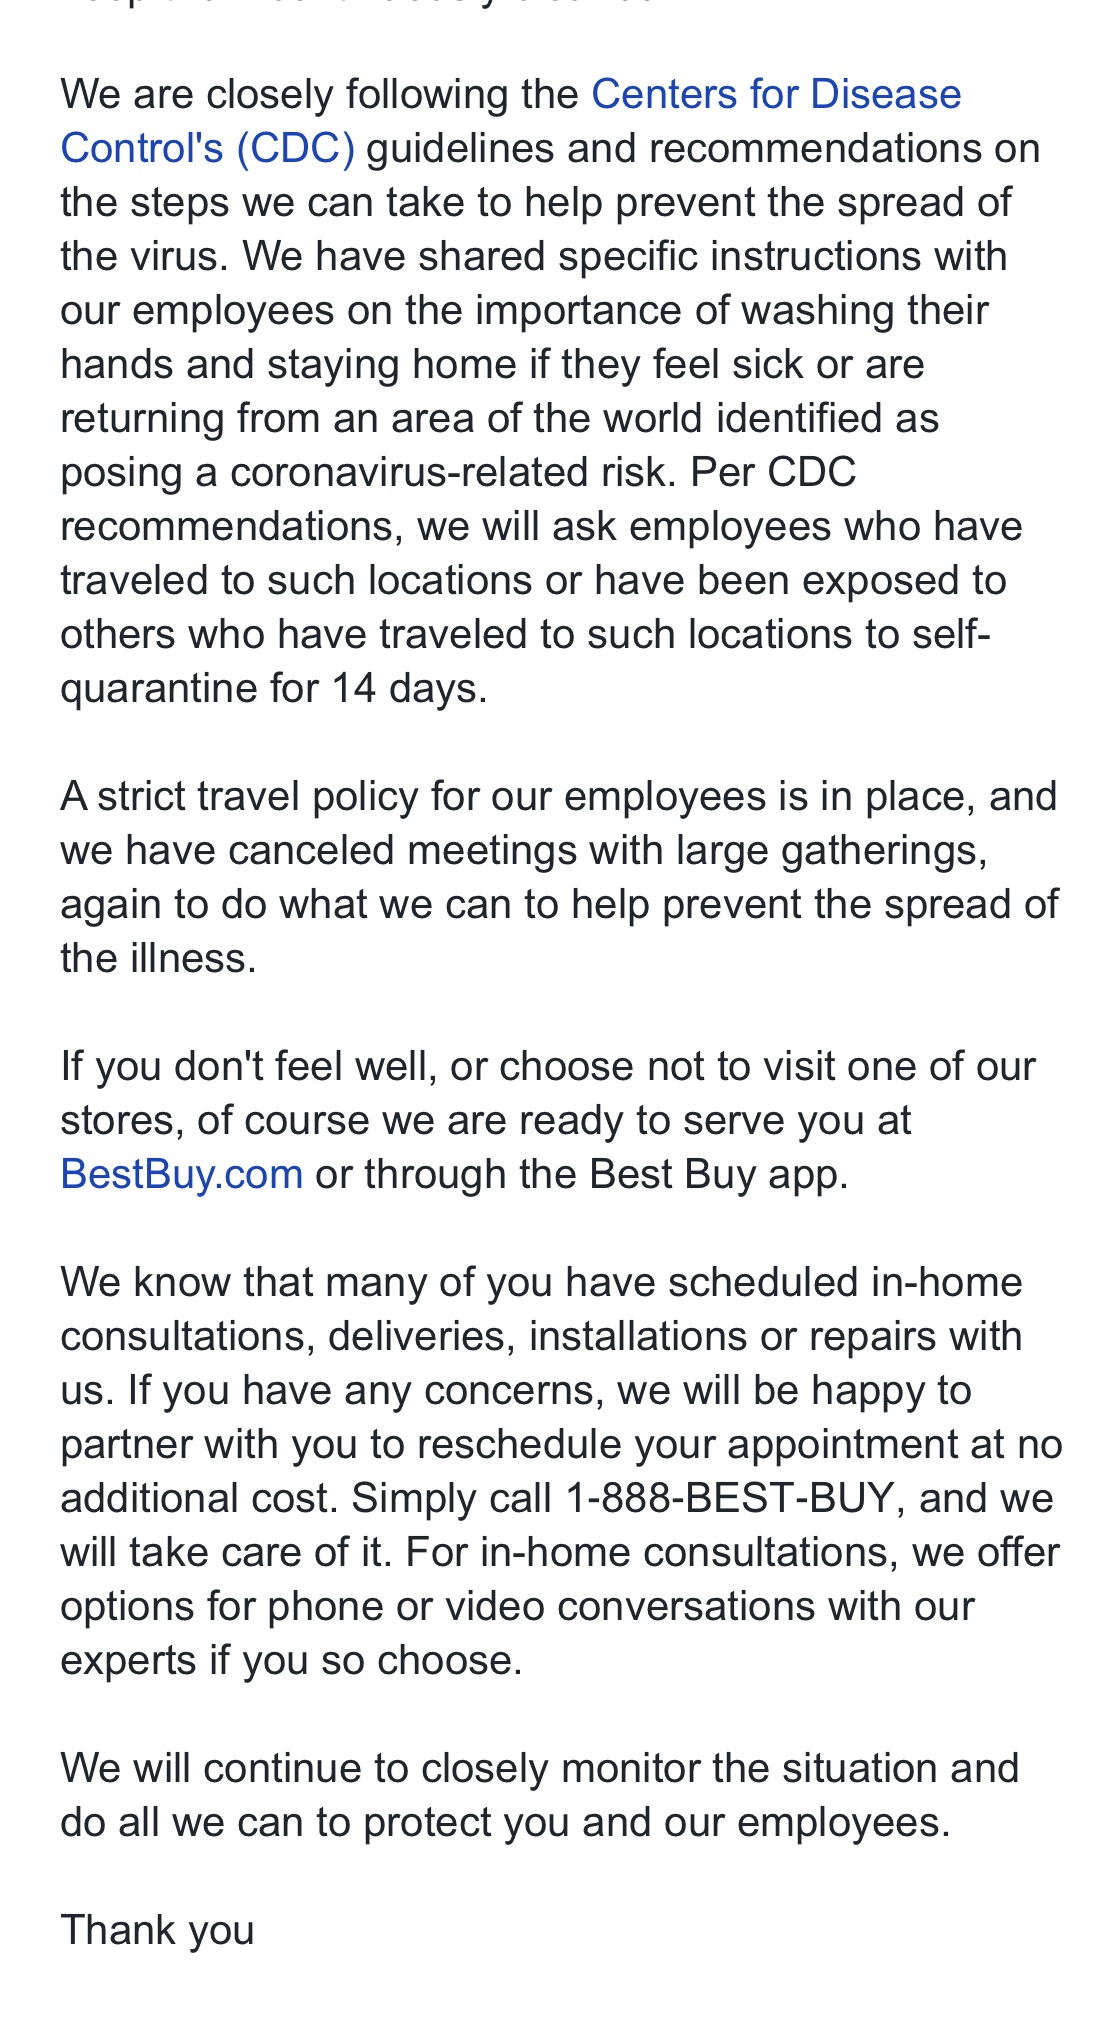 We are closely following the Centers for Disease
Control's (CDC) guidelines and recommendations on
the steps we can take to help prevent the spread of
the virus. We have shared specific instructions with
our employees on the importance of washing their
hands and staying home if they feel sick or are
returning from an area of the world identified as
posing a coronavirus-related risk. Per CDC
recommendations, we will ask employees who have
traveled to such locations or have been exposed to
others who have traveled to such locations to self-
quarantine for 14 days.
A strict travel policy for our employees is in place, and
we have canceled meetings with large gatherings,
again to do what we can to help prevent the spread of
the illness.
If you don't feel well, or choose not to visit one of our
stores, of course we are ready to serve you at
BestBuy.com or through the Best Buy app.
We know that many of you have scheduled in-home
consultations, deliveries, installations or repairs with
us. If you have any concerns, we will be happy to
partner with you to reschedule your appointment at no
additional cost. Simply call 1-888-BEST-BUY, and we
will take care of it. For in-home consultations, we offer
options for phone or video conversations with our
experts if you so choose.
We will continue to closely monitor the situation and
do all we can to protect you and our employees.
Thank you